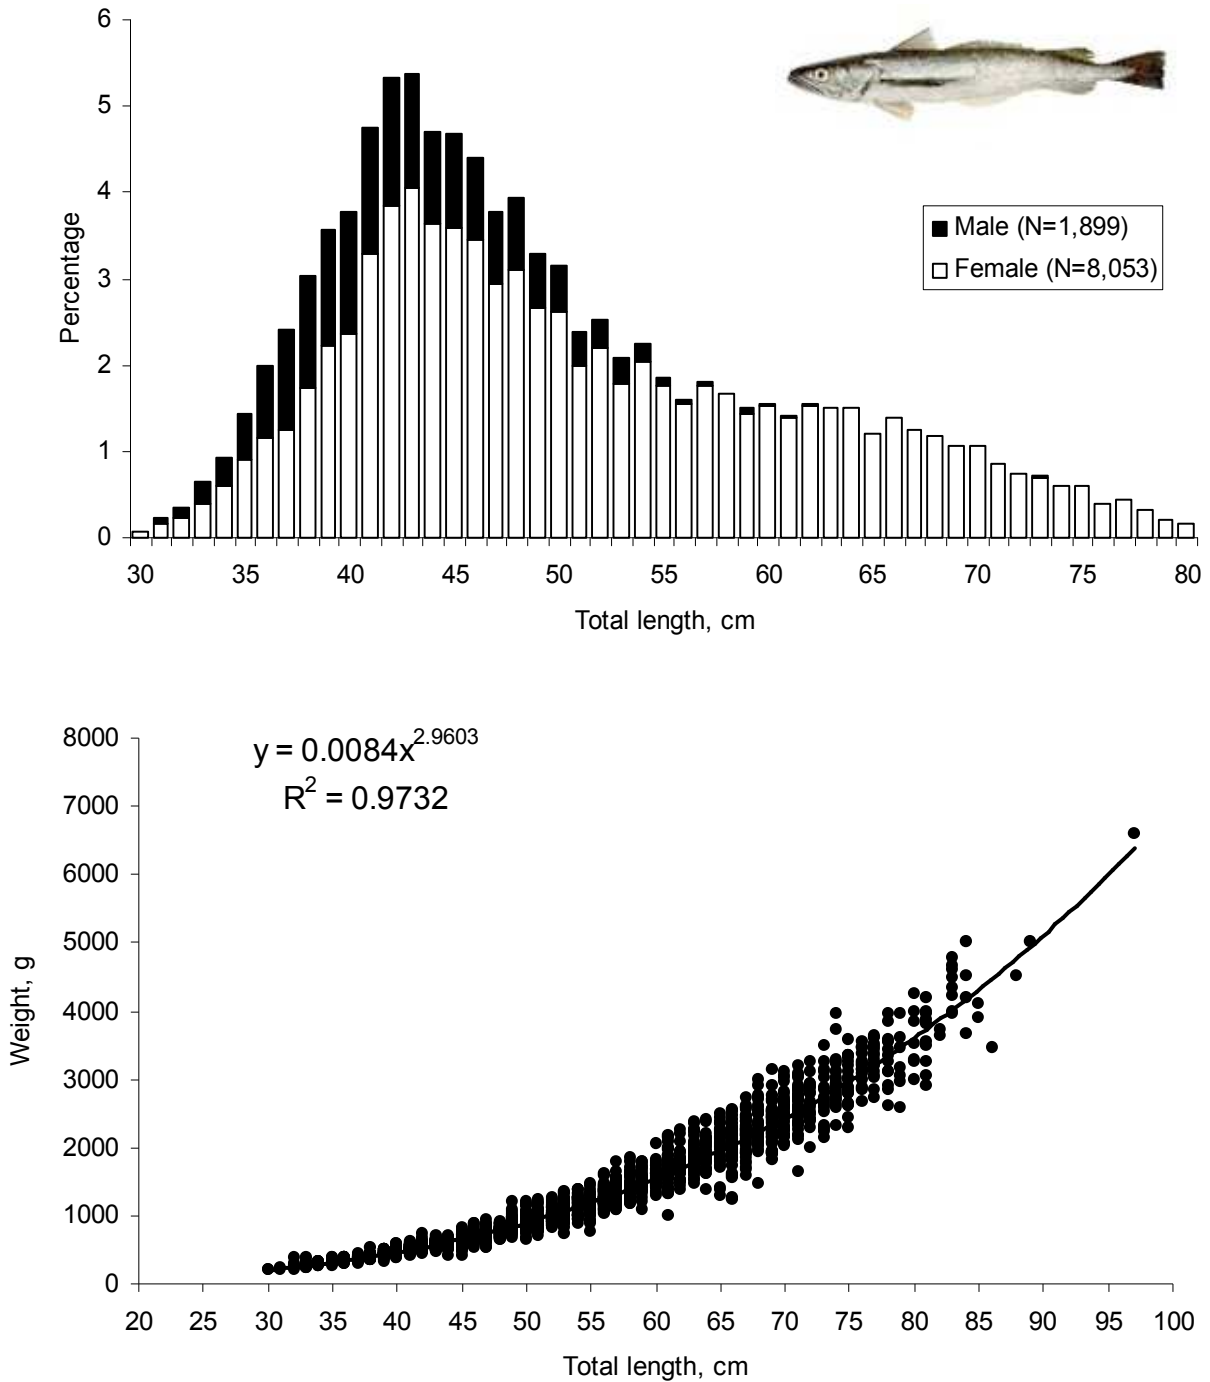 6
5
4
3
2
1
0
Percentage
Male (N=1,899)
Female (N=8,053)
30 35 40 45 50 55 60 65 70 75 80
Total length, cm
y = 0.0084x^2.9603
R² = 0.9732
8000
7000
6000
5000
4000
3000
2000
1000
0
Weight, g
20 25 30 35 40 45 50 55 60 65 70 75 80 85 90 95 100
Total length, cm